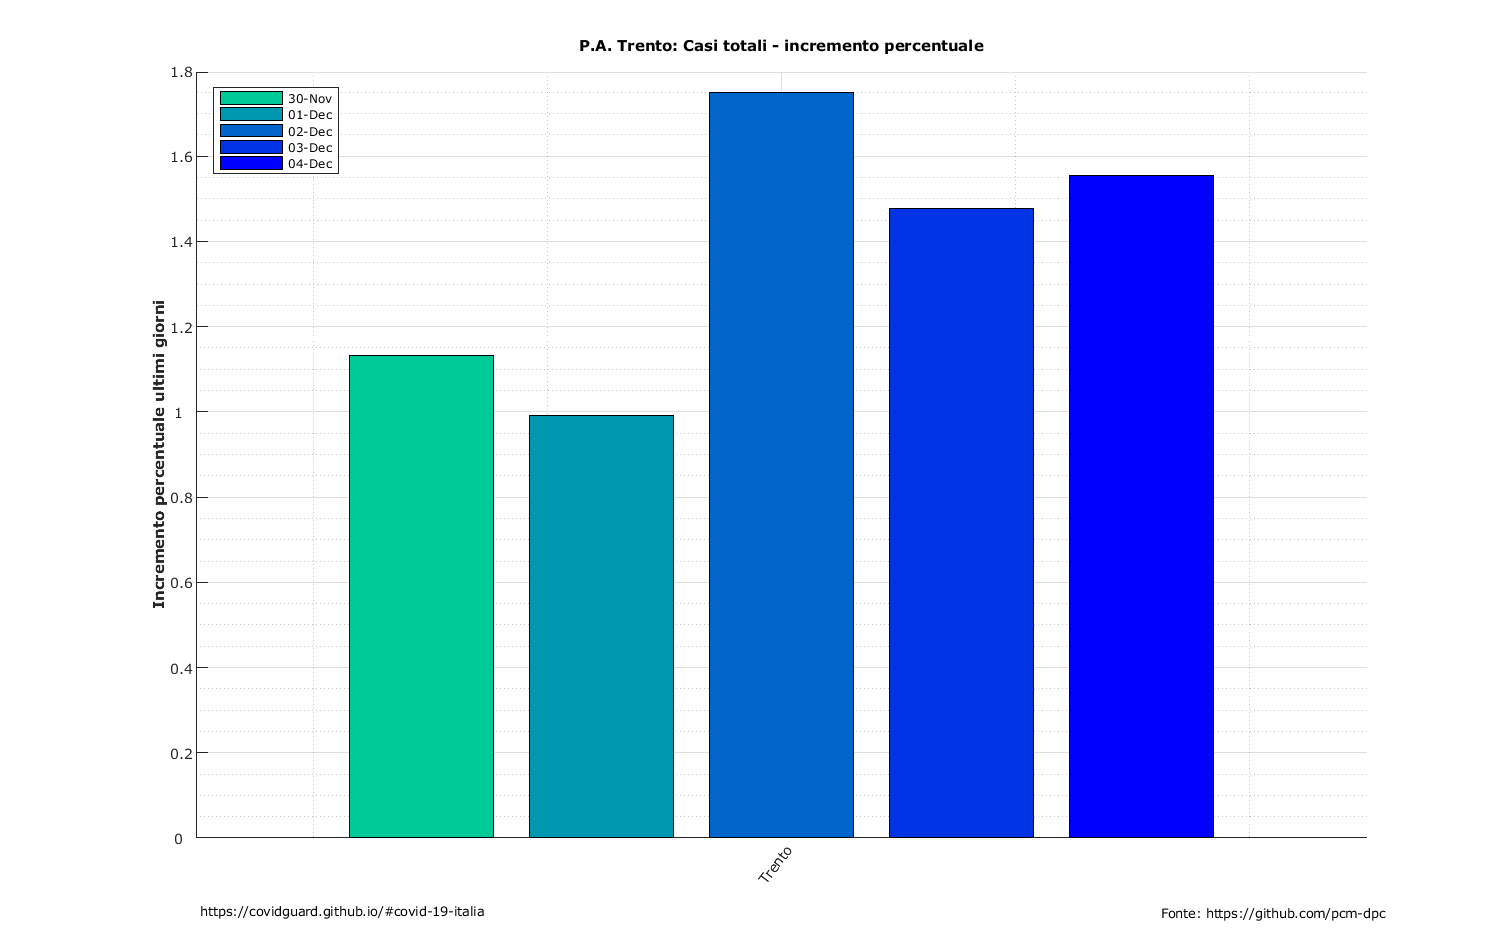 P.A. Trento: Casi totali - incremento percentuale
30-Nov
01-Dec
02-Dec
03-Dec
04-Dec
Incremento percentuale ultimi giorni
1.8
1.6
1.4
1.2
1
0.8
0.6
0.4
0.2
0
Trento
https://covidguard.github.io/#covid-19-italia
Fonte: https://github.com/pcm-dpc